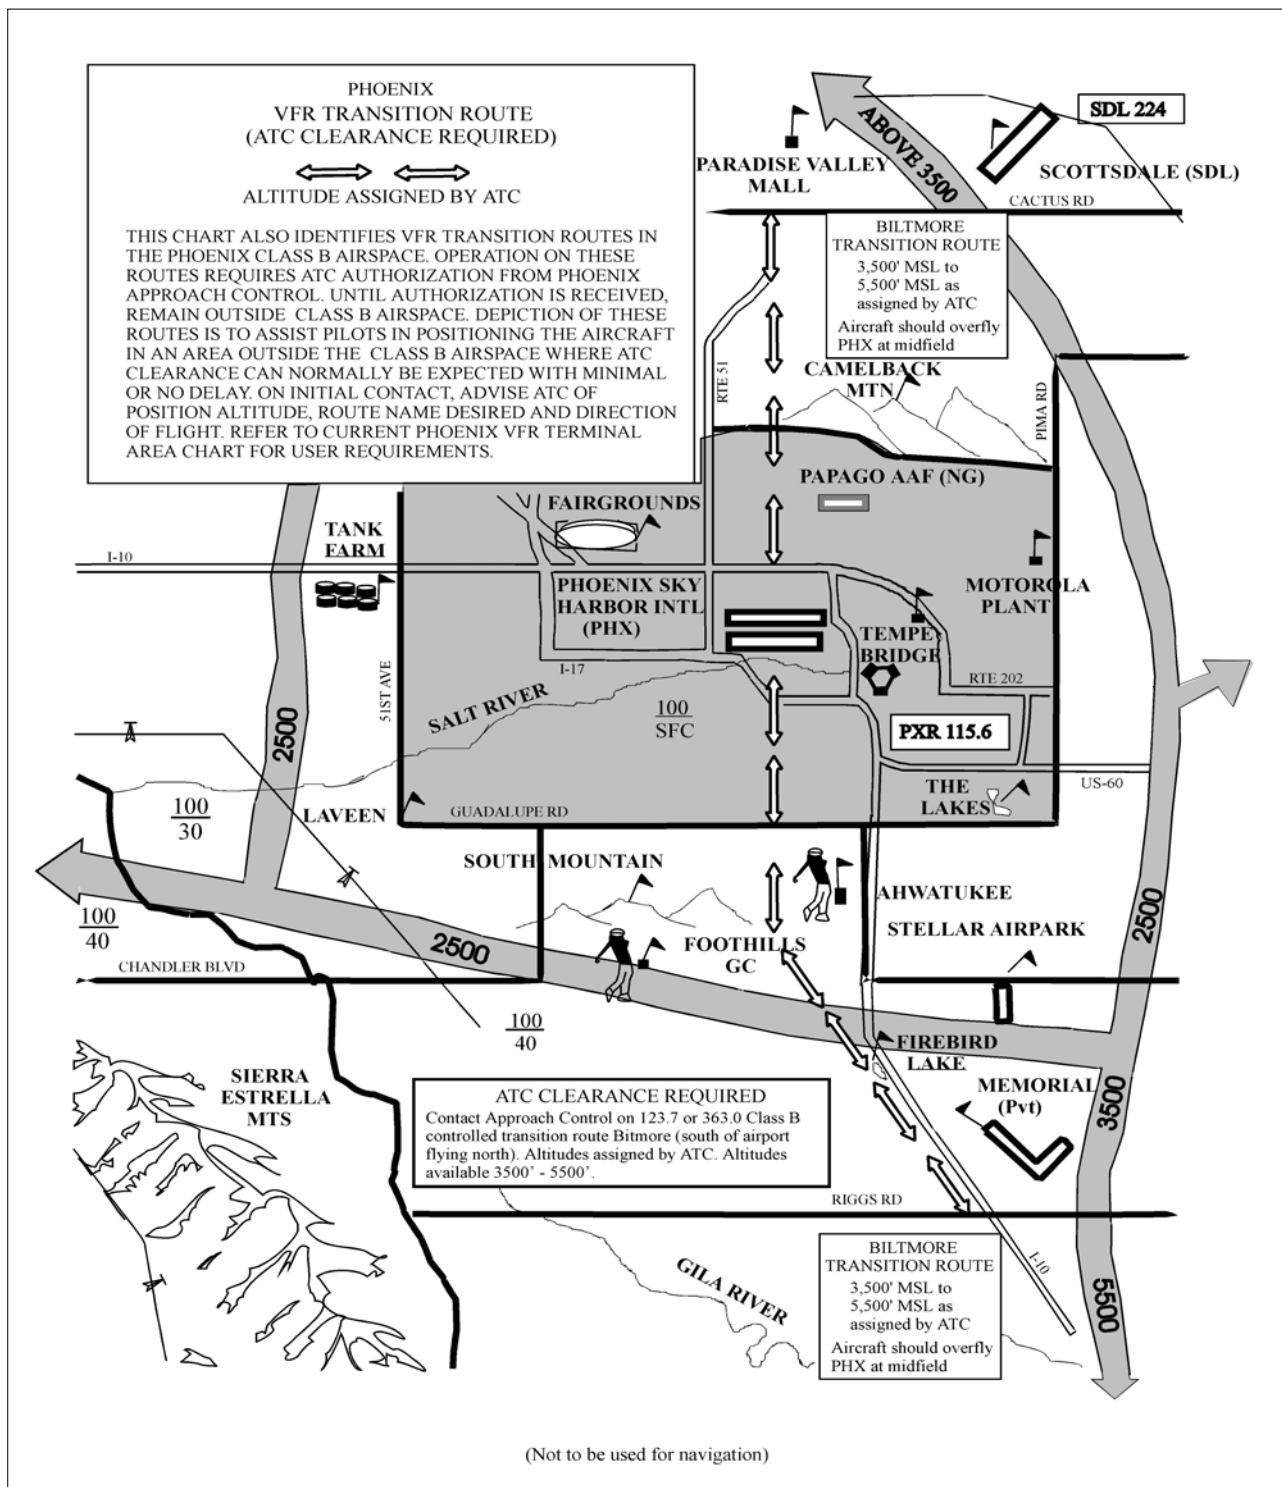 PHOENIX
VFR TRANSITION ROUTE
(ATC CLEARANCE REQUIRED)
ALTITUDE ASSIGNED BY ATC
THIS CHART ALSO IDENTIFIES VFR TRANSITION ROUTES IN
THE PHOENIX CLASS B AIRSPACE. OPERATION ON THESE
ROUTES REQUIRES ATC AUTHORIZATION FROM PHOENIX
APPROACH CONTROL. UNTIL AUTHORIZATION IS RECEIVED,
REMAIN OUTSIDE CLASS B AIRSPACE. DEPICTION OF THESE
ROUTES IS TO ASSIST PILOTS IN POSITIONING THE AIRCRAFT
IN AN AREA OUTSIDE THE CLASS B AIRSPACE WHERE ATC
CLEARANCE CAN NORMALLY BE EXPECTED WITH MINIMAL
OR NO DELAY. ON INITIAL CONTACT, ADVISE ATC OF
POSITION ALTITUDE, ROUTE NAME DESIRED AND DIRECTION
OF FLIGHT. REFER TO CURRENT PHOENIX VFR TERMINAL
AREA CHART FOR USER REQUIREMENTS.
ABOVE 3500
SDL 224
PARADISE VALLEY
MALL
SCOTTSDALE (SDL)
CACTUS RD
BILTMORE
TRANSITION ROUTE
3,500' MSL to
5,500' MSL as
assigned by ATC
Aircraft should overfly
PHX at midfield
RTE 51
CAMELBACK
MTN
PIMA RD
PAPAGO AAF (NG)
FAIRGROUNDS
TANK
FARM
I-10
PHOENIX SKY
HARBOR INTL
(PHX)
MOTOROLA
PLANT
TEMPE
BRIDGE
I-17
RTE 202
51ST AVE
SALT RIVER
100
SFC
PXR 115.6
2500
US-60
THE
LAKES
100
30
LAVEEN
GUADALUPE RD
SOUTH MOUNTAIN
AHWATUKEE
STELLAR AIRPARK
2500
100
40
2500
FOOTHILLS
GC
CHANDLER BLVD
100
40
FIREBIRD
LAKE
SIERRA
ESTRELLA
MTS
MEMORIAL
(Pvt)
3500
ATC CLEARANCE REQUIRED
Contact Approach Control on 123.7 or 363.0 Class B
controlled transition route Bitmore (south of airport
flying north). Altitudes assigned by ATC. Altitudes
available 3500' - 5500'.
RIGGS RD
GILA RIVER
I-10
5500
BILTMORE
TRANSITION ROUTE
3,500' MSL to
5,500' MSL as
assigned by ATC
Aircraft should overfly
PHX at midfield
(Not to be used for navigation)